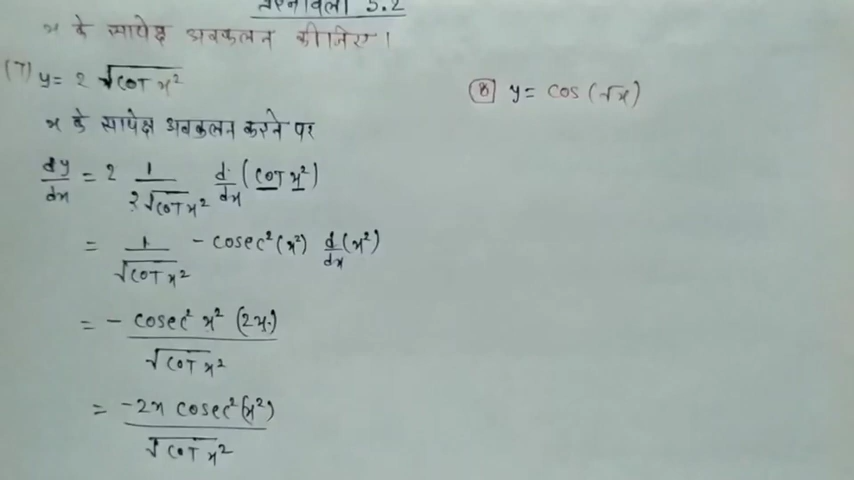 प्रश्नावली 5.2
x के सापेक्ष अवकलन कीजिए।
(7) y = 2 √cot x²
x के सापेक्ष अवकलन करने पर
dy/dx = 2 1/(2√cot x²) d/dx (cot x²)
= 1/√cot x² - cosec²(x²) d/dx (x²)
= - cosec² x² (2x)/√cot x²
= -2x cosec²(x²)/√cot x²
8 y = cos (√x)